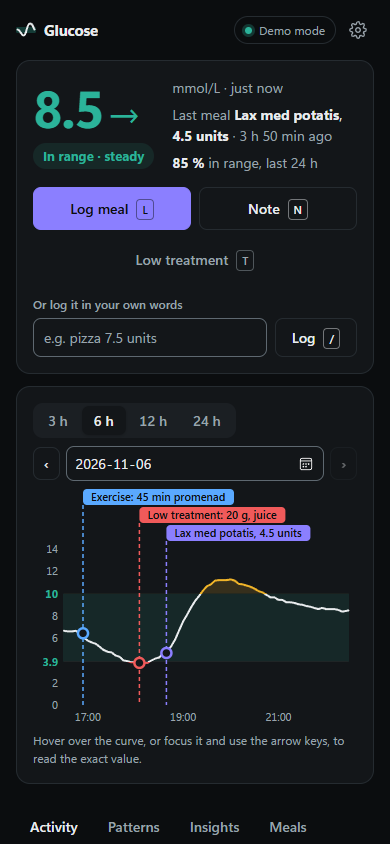 Glucose
Demo mode
8.5 →
mmol/L · just now
Last meal Lax med potatis,
4.5 units · 3 h 50 min ago
In range · steady
85 % in range, last 24 h
Log meal L
Note N
Low treatment T
Or log it in your own words
e.g. pizza 7.5 units
Log /
3 h 6 h 12 h 24 h
‹ 2026-11-06 ›
Exercise: 45 min promenad
Low treatment: 20 g, juice
Lax med potatis, 4.5 units
14
12
10
8
6
3.9
2
0
17:00 19:00 21:00
Hover over the curve, or focus it and use the arrow keys, to
read the exact value.
Activity Patterns Insights Meals